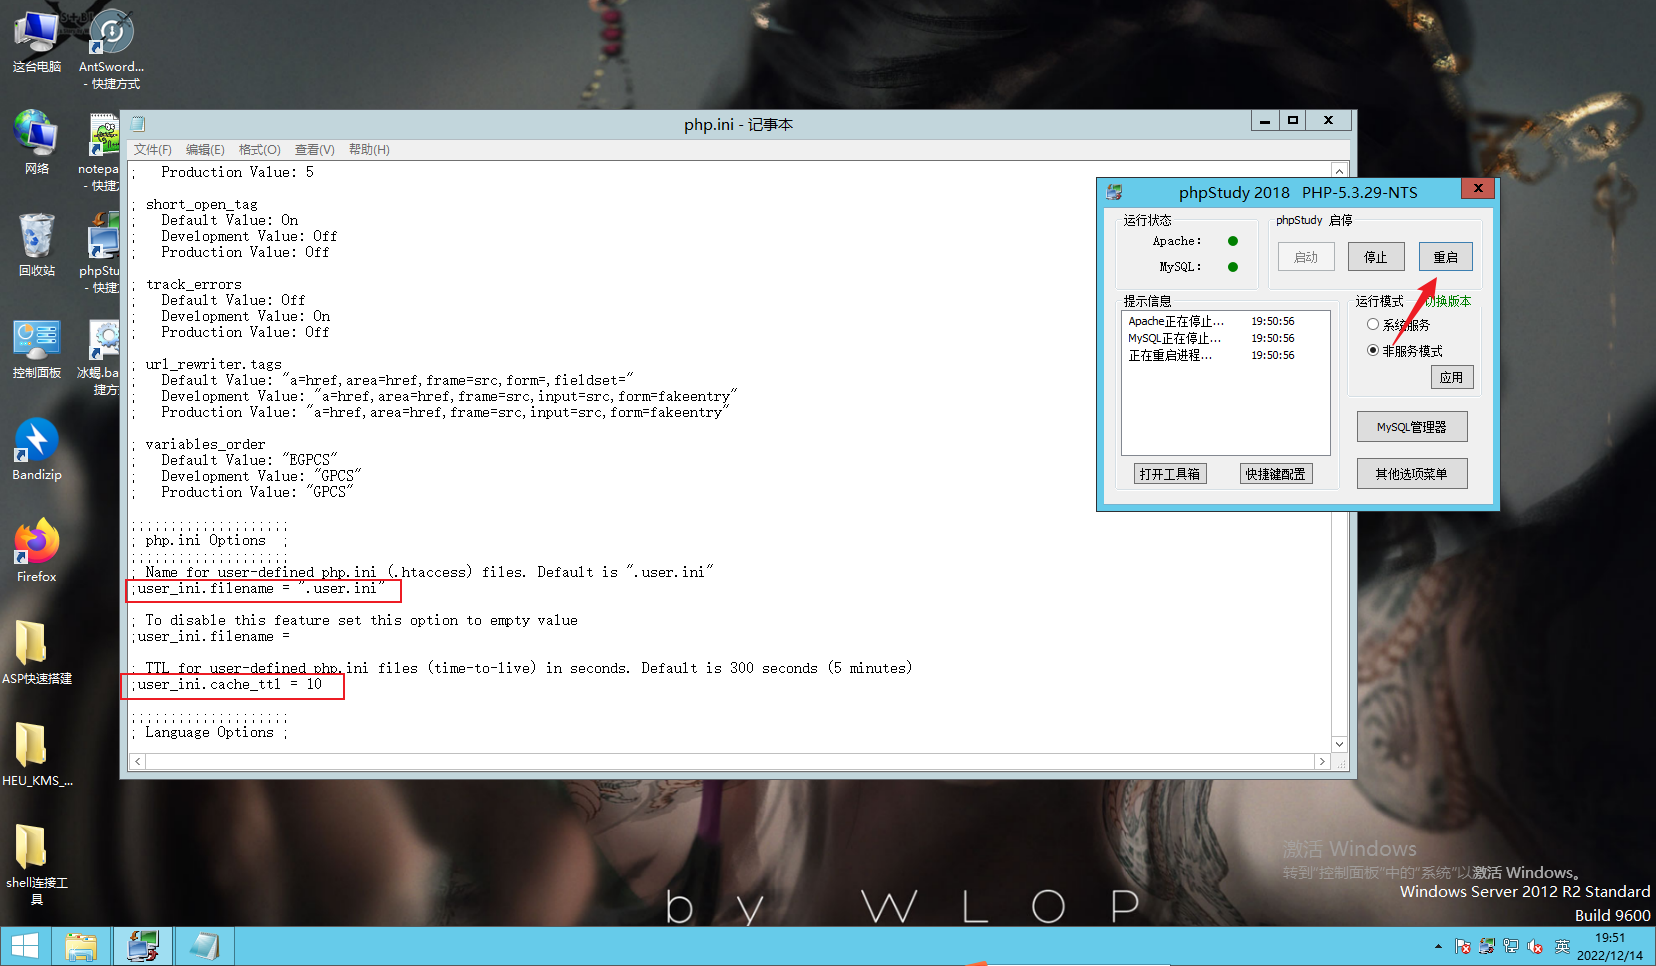 这台电脑
AntSword...
- 快捷方式
网络
notepa
- 快捷方
回收站
phpStu
- 快捷方
控制面板
冰蝎.ba
捷方式
Bandizip
Firefox
ASP快速搭建
HEU_KMS_...
shell连接工
具
php.ini - 记事本
文件(F) 编辑(E) 格式(O) 查看(V) 帮助(H)
;   Production Value: 5
; short_open_tag
;   Default Value: On
;   Development Value: Off
;   Production Value: Off
; track_errors
;   Default Value: Off
;   Development Value: On
;   Production Value: Off
; url_rewriter.tags
;   Default Value: "a=href,area=href,frame=src,form=,fieldset="
;   Development Value: "a=href,area=href,frame=src,input=src,form=fakeentry"
;   Production Value: "a=href,area=href,frame=src,input=src,form=fakeentry"
; variables_order
;   Default Value: "EGPCS"
;   Development Value: "GPCS"
;   Production Value: "GPCS"
;;;;;;;;;;;;;;;;;;;;
; php.ini Options  ;
;;;;;;;;;;;;;;;;;;;;
; Name for user-defined php.ini (.htaccess) files. Default is ".user.ini"
;user_ini.filename = ".user.ini"
; To disable this feature set this option to empty value
;user_ini.filename =
; TTL for user-defined php.ini files (time-to-live) in seconds. Default is 300 seconds (5 minutes)
;user_ini.cache_ttl = 10
;;;;;;;;;;;;;;;;;;;;
; Language Options ;
phpStudy 2018 PHP-5.3.29-NTS
运行状态
Apache:
MySQL:
phpStudy 启停
启动 停止 重启
提示信息
Apache正在停止... 19:50:56
MySQL正在停止... 19:50:56
正在重启进程... 19:50:56
打开工具箱 快捷键配置
运行模式 切换版本
系统服务
非服务模式
应用
MySQL管理器
其他选项菜单
by WLOP
激活 Windows
转到"控制面板"中的"系统"以激活 Windows。
Windows Server 2012 R2 Standard
Build 9600
英
19:51
2022/12/14